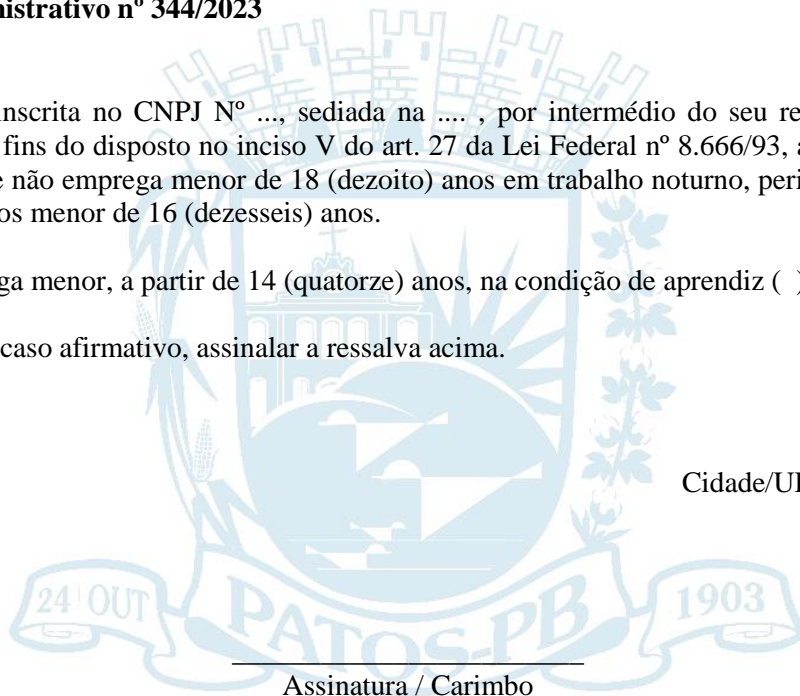 nistrativo nº 344/2023
inscrita no CNPJ Nº ..., sediada na .... , por intermédio do seu re
fins do disposto no inciso V do art. 27 da Lei Federal nº 8.666/93, a
e não emprega menor de 18 (dezoito) anos em trabalho noturno, peri
os menor de 16 (dezesseis) anos.
ga menor, a partir de 14 (quatorze) anos, na condição de aprendiz ( )
caso afirmativo, assinalar a ressalva acima.
Cidade/U
24 OUT
PATOS-PB
1903
Assinatura / Carimbo